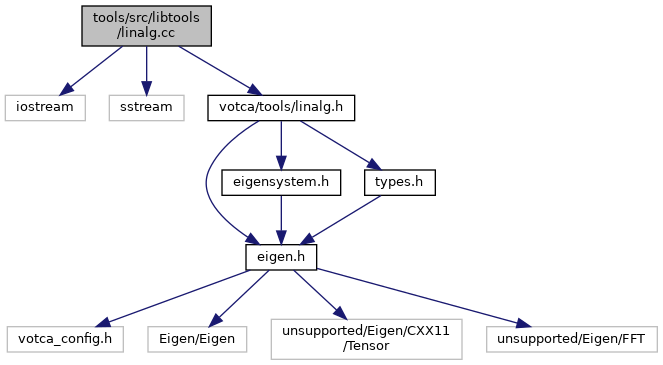 tools/src/libtools
/linalg.cc
iostream
sstream
votca/tools/linalg.h
eigensystem.h
types.h
eigen.h
votca_config.h
Eigen/Eigen
unsupported/Eigen/CXX11
/Tensor
unsupported/Eigen/FFT